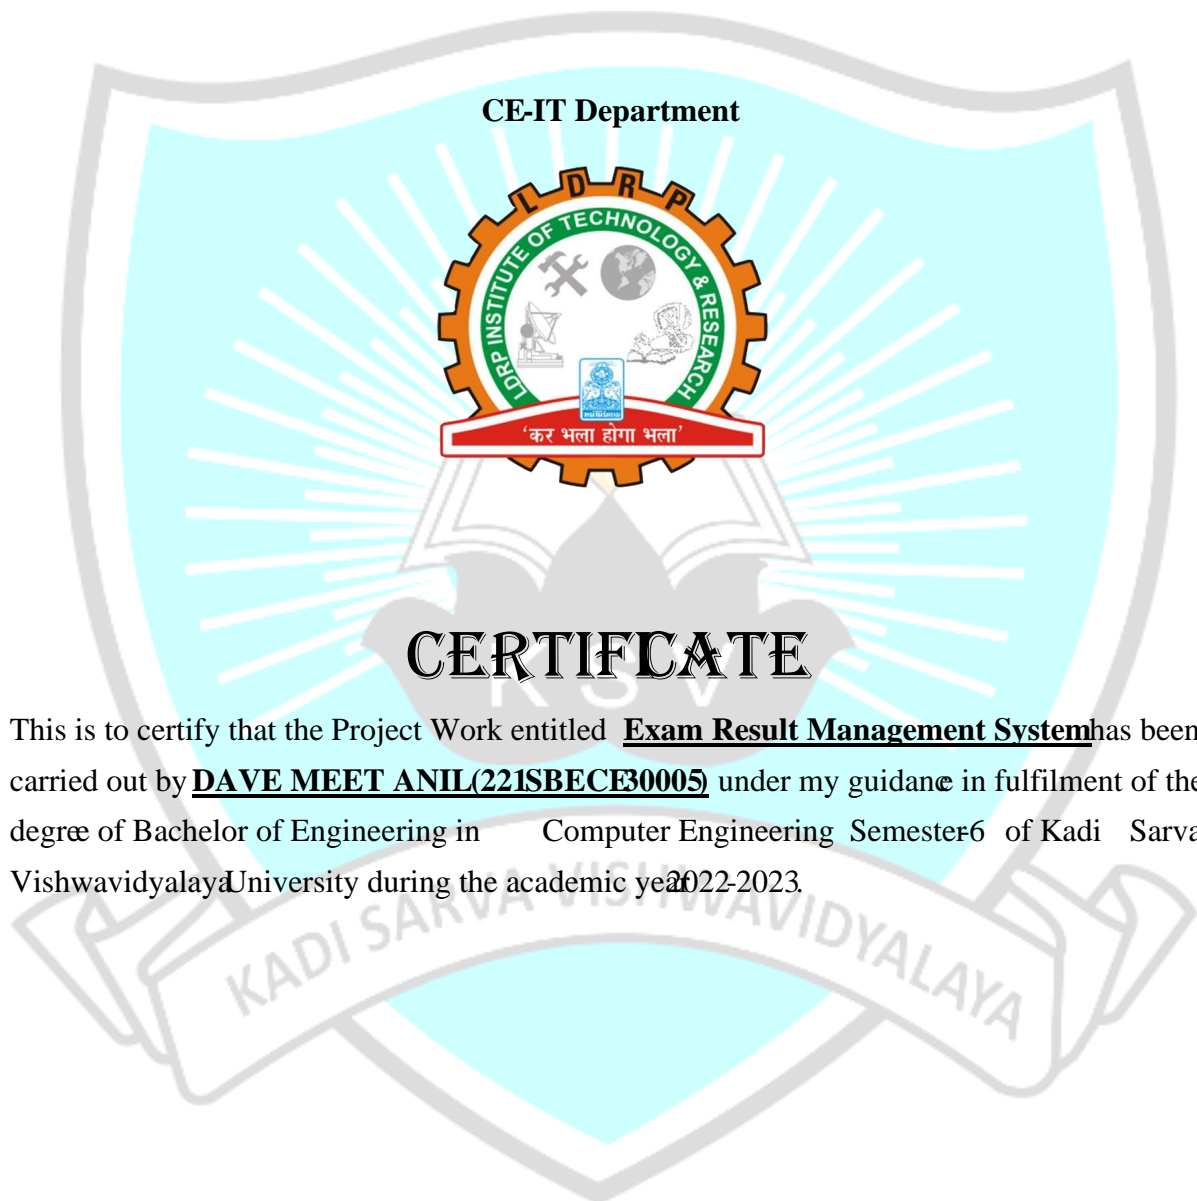 CE-IT Department
L D R P
LDRP INSTITUTE OF TECHNOLOGY & RESEARCH
'कर भला होगा भला'
CERTIFICATE
KSV
This is to certify that the Project Work entitled Exam Result Management System has been
carried out by DAVE MEET ANIL(221SBECE30005) under my guidance in fulfilment of the
degree of Bachelor of Engineering in Computer Engineering Semester-6 of Kadi Sarva
Vishwavidyalaya University during the academic year 2022-2023.
KADI SARVA VISHWAVIDYALAYA